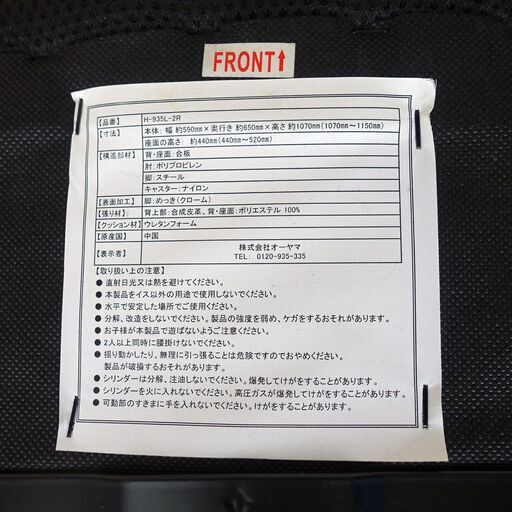 FRONT↑
【品番】 H-935L-2R
【寸法】 本体: 幅 約590mm×奥行き 約650mm×高さ 約1070mm(1070mm～1150mm)
座面の高さ: 約440mm(440mm～520mm)
【構造部材】 背・座面:合板
肘:ポリプロピレン
脚:スチール
キャスター:ナイロン
【表面加工】 脚:めっき(クローム)
【張り材】 背上部:合成皮革、背・座面:ポリエステル 100%
【クッション材】 ウレタンフォーム
【原産国】 中国
【表示者】 株式会社オーヤマ
TEL: 0120-935-335
【取り扱い上の注意】
● 直射日光又は熱を避けてください。
● 本製品をイス以外の用途で使用しないでください。
● 水平で安定した場所でご使用ください。
● 分解、改造をしないでください。製品の強度を弱め、ケガをするおそれがあります。
● お子様が本製品で遊ばないようご注意ください。
● 2人以上同時に腰掛けないでください。
● 揺り動かしたり、無理に引っ張ることは危険ですのでおやめください。
製品が破損するおそれがあります。
● シリンダーは分解、注油しないでください。爆発してけがをすることがあります。
● シリンダーを火に入れないでください。高圧ガスが爆発してけがをすることがあります。
● 可動部のすきまに手を入れないでください。けがをすることがあります。